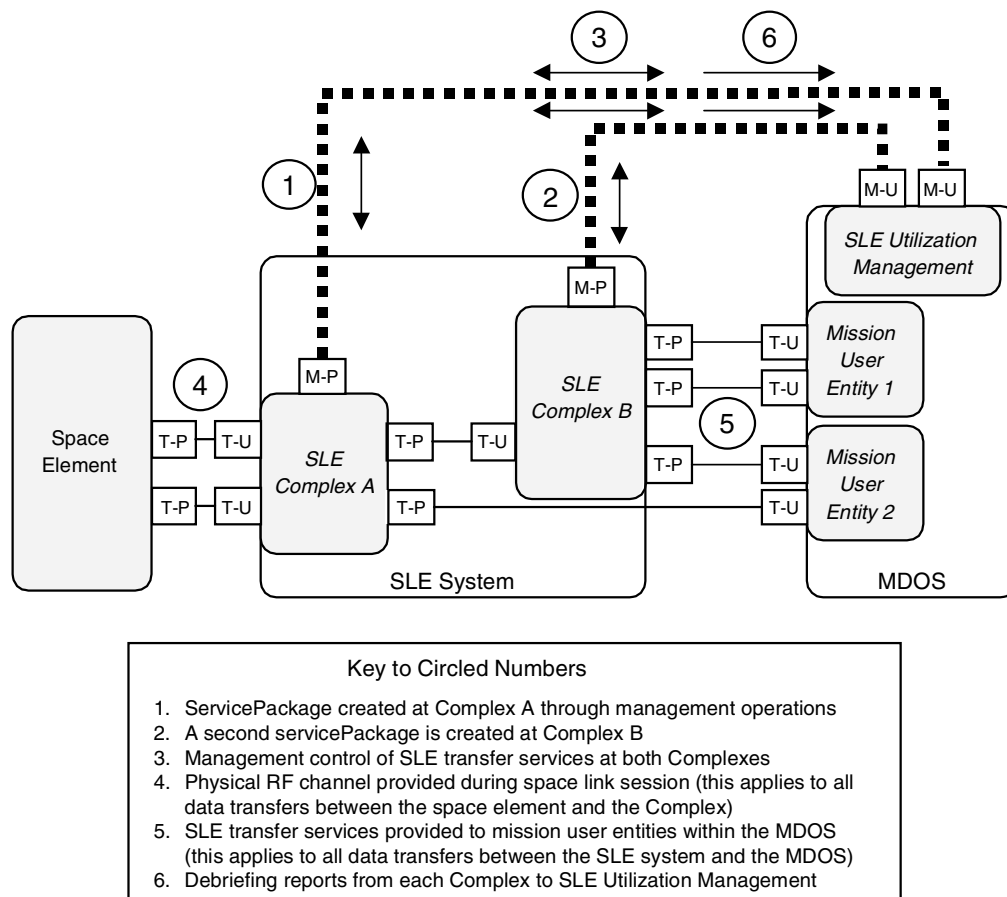 3
6
1
2
M-U
M-U
SLE Utilization
Management
M-P
M-P
4
Space
Element
T-P
T-U
T-P
T-U
SLE
Complex A
T-P
T-U
T-P
SLE
Complex B
T-P
T-U
T-P
T-U
5
T-P
T-U
T-U
Mission
User
Entity 1
Mission
User
Entity 2
SLE System
MDOS
Key to Circled Numbers
1. ServicePackage created at Complex A through management operations
2. A second servicePackage is created at Complex B
3. Management control of SLE transfer services at both Complexes
4. Physical RF channel provided during space link session (this applies to all
data transfers between the space element and the Complex)
5. SLE transfer services provided to mission user entities within the MDOS
(this applies to all data transfers between the SLE system and the MDOS)
6. Debriefing reports from each Complex to SLE Utilization Management